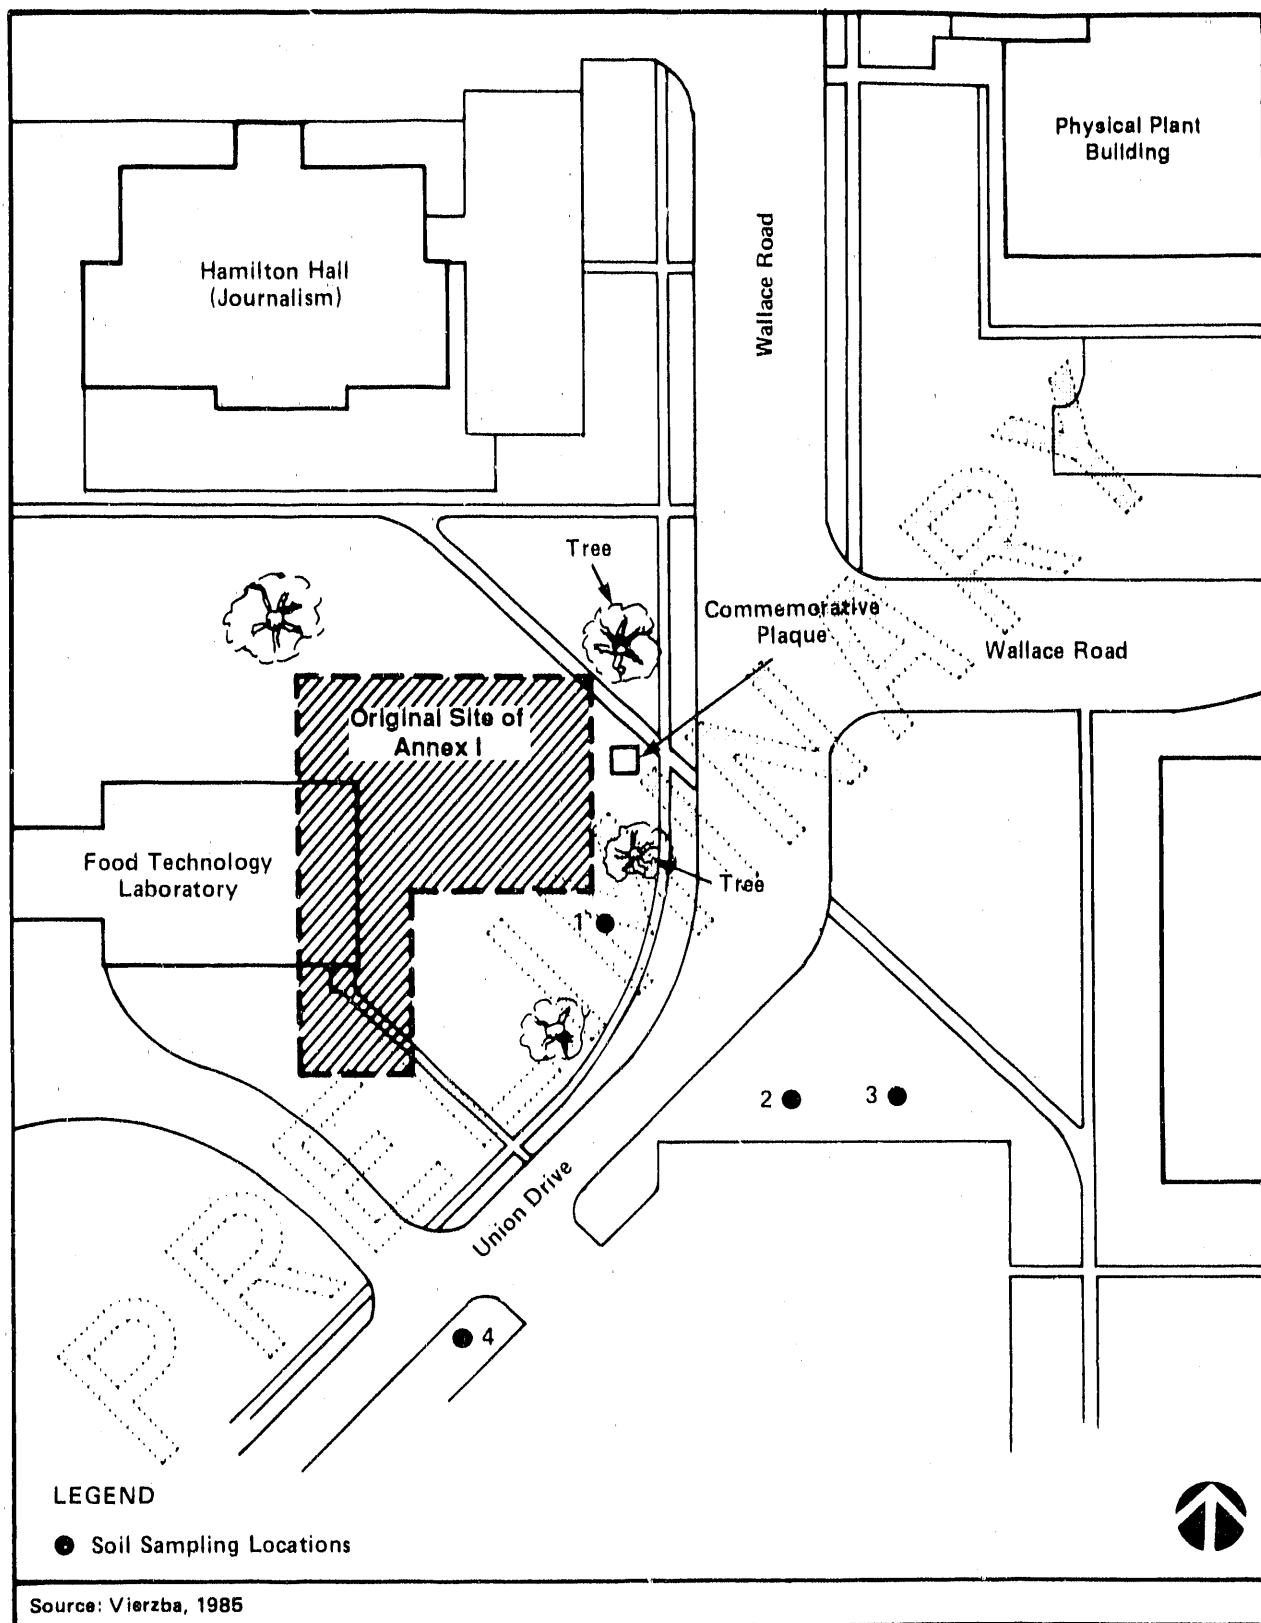 Physical Plant
Building
Wallace Road
Hamilton Hall
(Journalism)
Tree
Commemorative
Plaque
Wallace Road
Original Site of
Annex I
Food Technology
Laboratory
Tree
1
2
3
Union Drive
4
PRELIMINARY
LEGEND
Soil Sampling Locations
Source: Vierzba, 1985